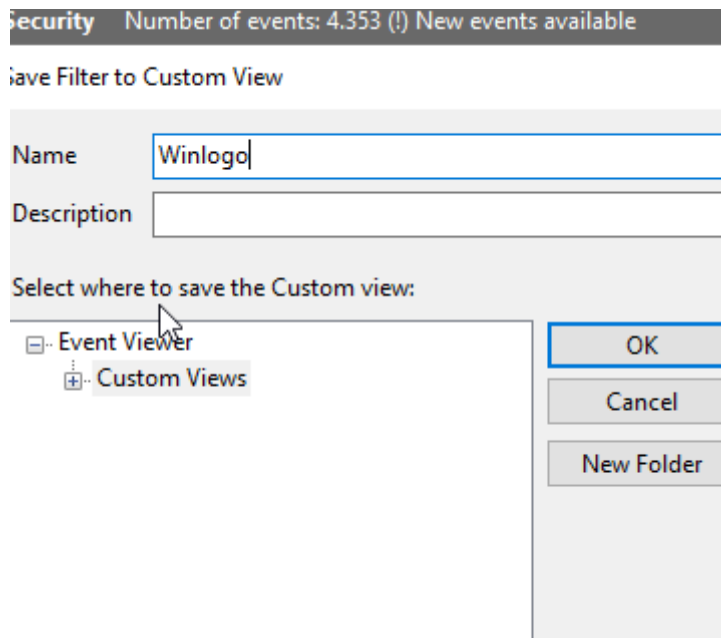 Security Number of events: 4.353 (!) New events available
Save Filter to Custom View
Name Winlogo
Description
Select where to save the Custom view:
Event Viewer
Custom Views
OK
Cancel
New Folder